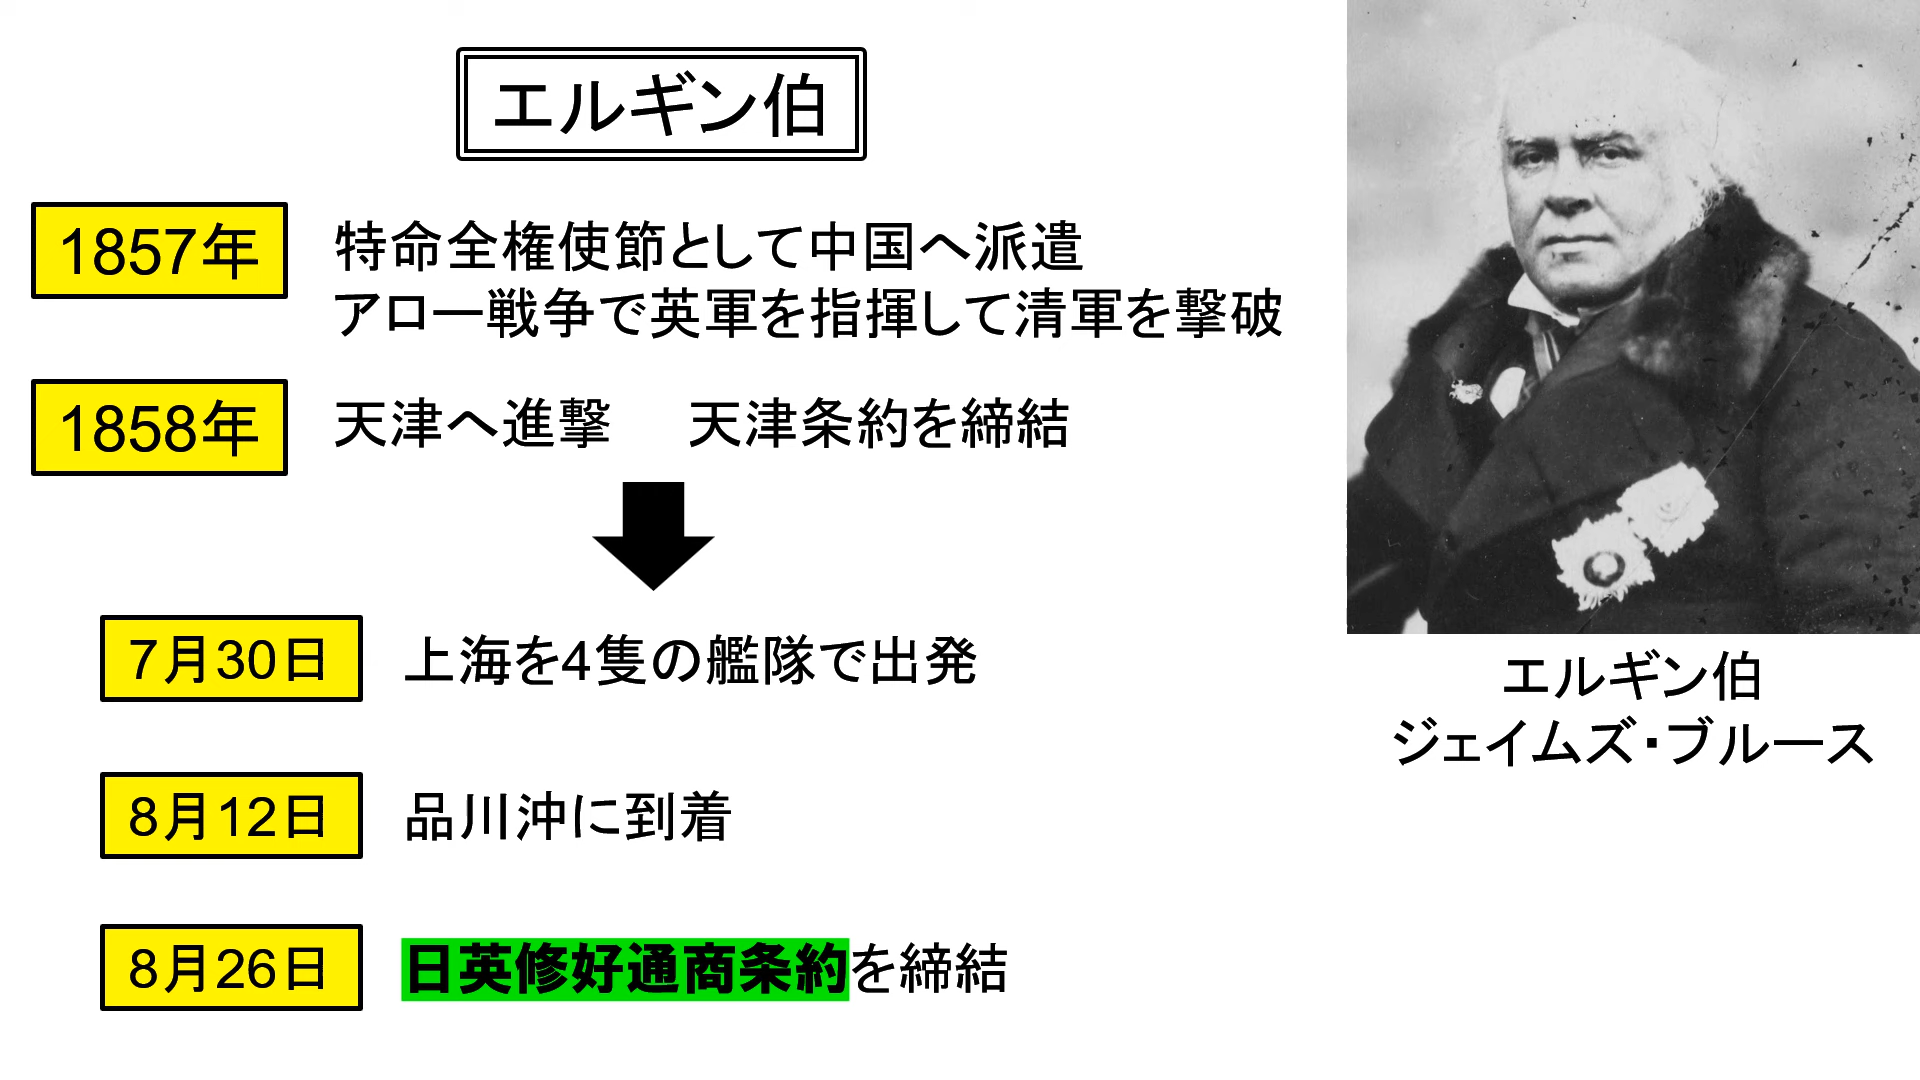 エルギン伯
1857年
特命全権使節として中国へ派遣
アロー戦争で英軍を指揮して清軍を撃破
1858年
天津へ進撃　天津条約を締結
7月30日
上海を4隻の艦隊で出発
8月12日
品川沖に到着
8月26日
日英修好通商条約を締結
エルギン伯
ジェイムズ・ブルース